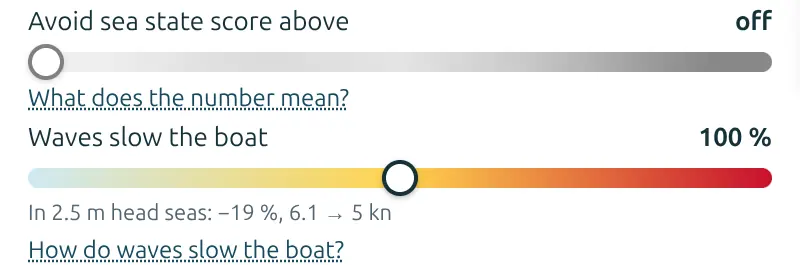 Avoid sea state score above off
What does the number mean?
Waves slow the boat 100 %
In 2.5 m head seas: −19 %, 6.1 → 5 kn
How do waves slow the boat?